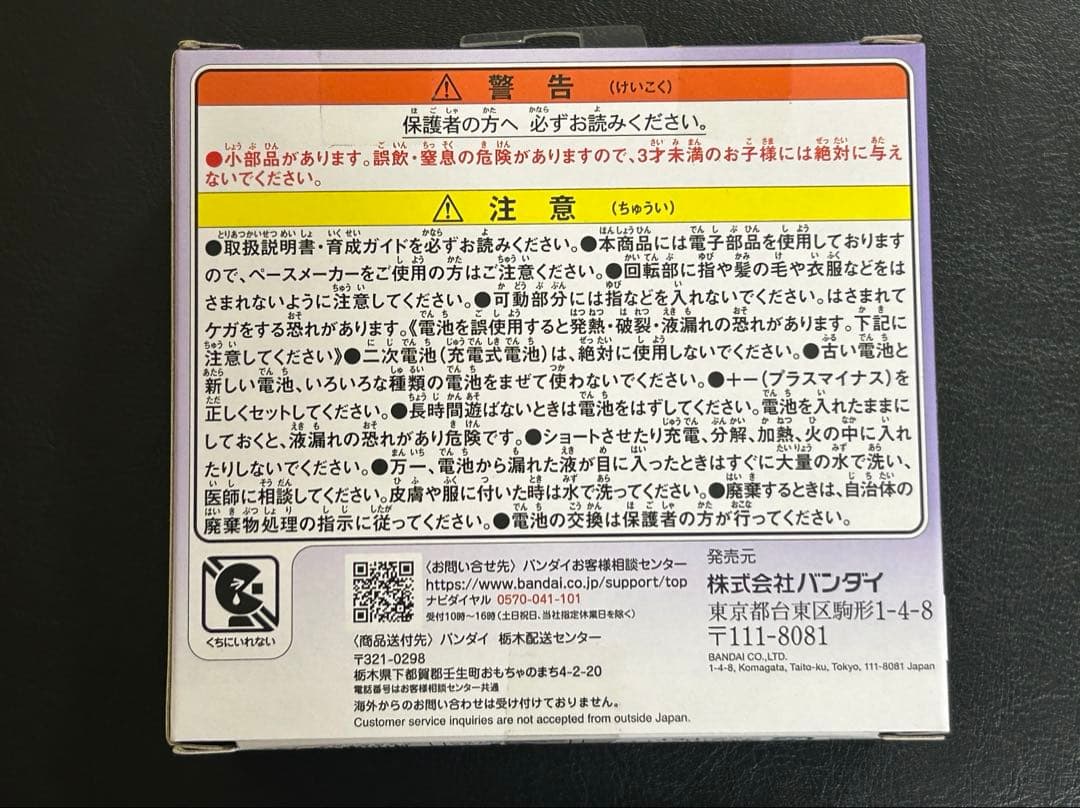 警告（けいこく）
保護者の方へ 必ずお読みください。
●小部品があります。誤飲・窒息の危険がありますので、3才未満のお子様には絶対に与え
ないでください。
注意（ちゅうい）
●取扱説明書・育成ガイドを必ずお読みください。●本商品には電子部品を使用しております
ので、ペースメーカーをご使用の方はご注意ください。●回転部に指や髪の毛や衣服などをは
さまれないように注意してください。●可動部分には指などを入れないでください。はさまれて
ケガをする恐れがあります。《電池を誤使用すると発熱・破裂・液漏れの恐れがあります。下記に
注意してください》●二次電池（充電式電池）は、絶対に使用しないでください。●古い電池と
新しい電池、いろいろな種類の電池をまぜて使わないでください。●＋－（プラスマイナス）を
正しくセットしてください。●長時間遊ばないときは電池をはずしてください。電池を入れたままに
しておくと、液漏れの恐れがあり危険です。●ショートさせたり充電、分解、加熱、火の中に入れ
たりしないでください。●万一、電池から漏れた液が目に入ったときはすぐに大量の水で洗い、
医師に相談してください。皮膚や服に付いた時は水で洗ってください。●廃棄するときは、自治体の
廃棄物処理の指示に従ってください。●電池の交換は保護者の方が行ってください。
くちにいれない
〈お問い合せ先〉バンダイお客様相談センター
https://www.bandai.co.jp/support/top
ナビダイヤル 0570-041-101
受付10時～16時（土日祝日、当社指定休業日を除く）
〈商品送付先〉バンダイ 栃木配送センター
〒321-0298
栃木県下都賀郡壬生町おもちゃのまち4-2-20
電話番号はお客様相談センター共通
海外からのお問い合わせは受け付けておりません。
Customer service inquiries are not accepted from outside Japan.
発売元
株式会社バンダイ
東京都台東区駒形1-4-8
〒111-8081
BANDAI CO.,LTD.
1-4-8, Komagata, Taito-ku, Tokyo, 111-8081 Japan